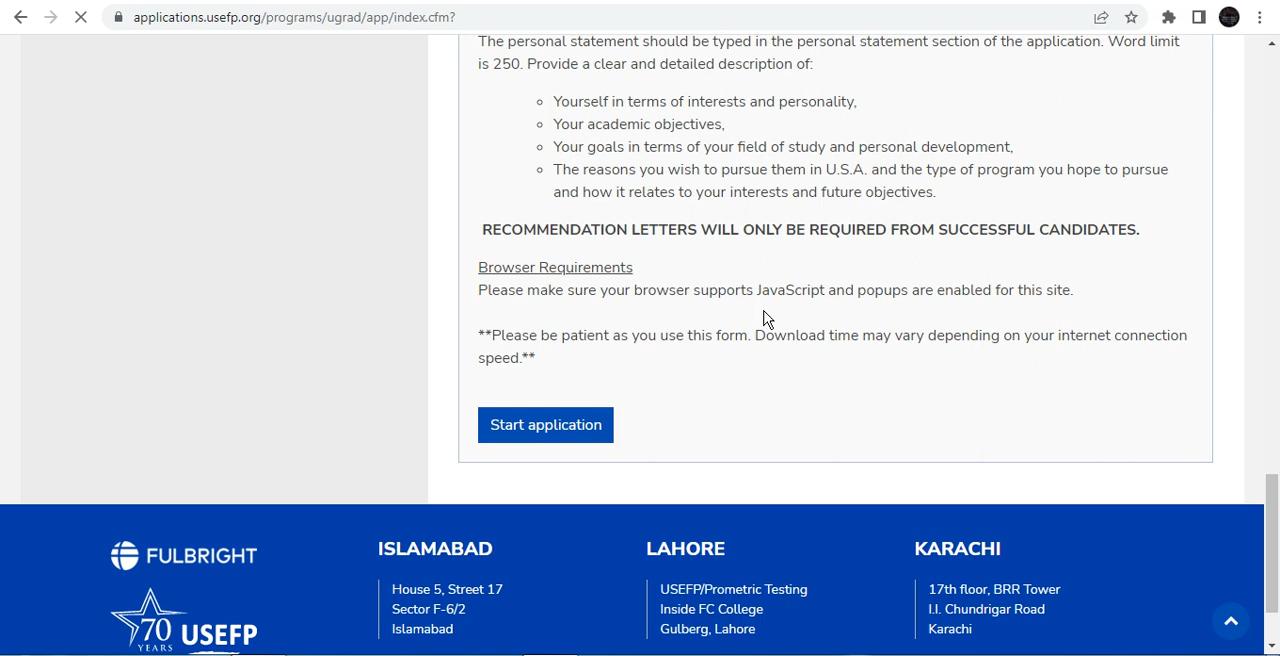 applications.usefp.org/programs/ugrad/app/index.cfm?
The personal statement should be typed in the personal statement section of the application. Word limit
is 250. Provide a clear and detailed description of:
Yourself in terms of interests and personality,
Your academic objectives,
Your goals in terms of your field of study and personal development,
The reasons you wish to pursue them in U.S.A. and the type of program you hope to pursue
and how it relates to your interests and future objectives.
RECOMMENDATION LETTERS WILL ONLY BE REQUIRED FROM SUCCESSFUL CANDIDATES.
Browser Requirements
Please make sure your browser supports JavaScript and popups are enabled for this site.
**Please be patient as you use this form. Download time may vary depending on your internet connection
speed.**
Start application
FULBRIGHT
70 YEARS USEFP
ISLAMABAD
House 5, Street 17
Sector F-6/2
Islamabad
LAHORE
USEFP/Prometric Testing
Inside FC College
Gulberg, Lahore
KARACHI
17th floor, BRR Tower
I.I. Chundrigar Road
Karachi